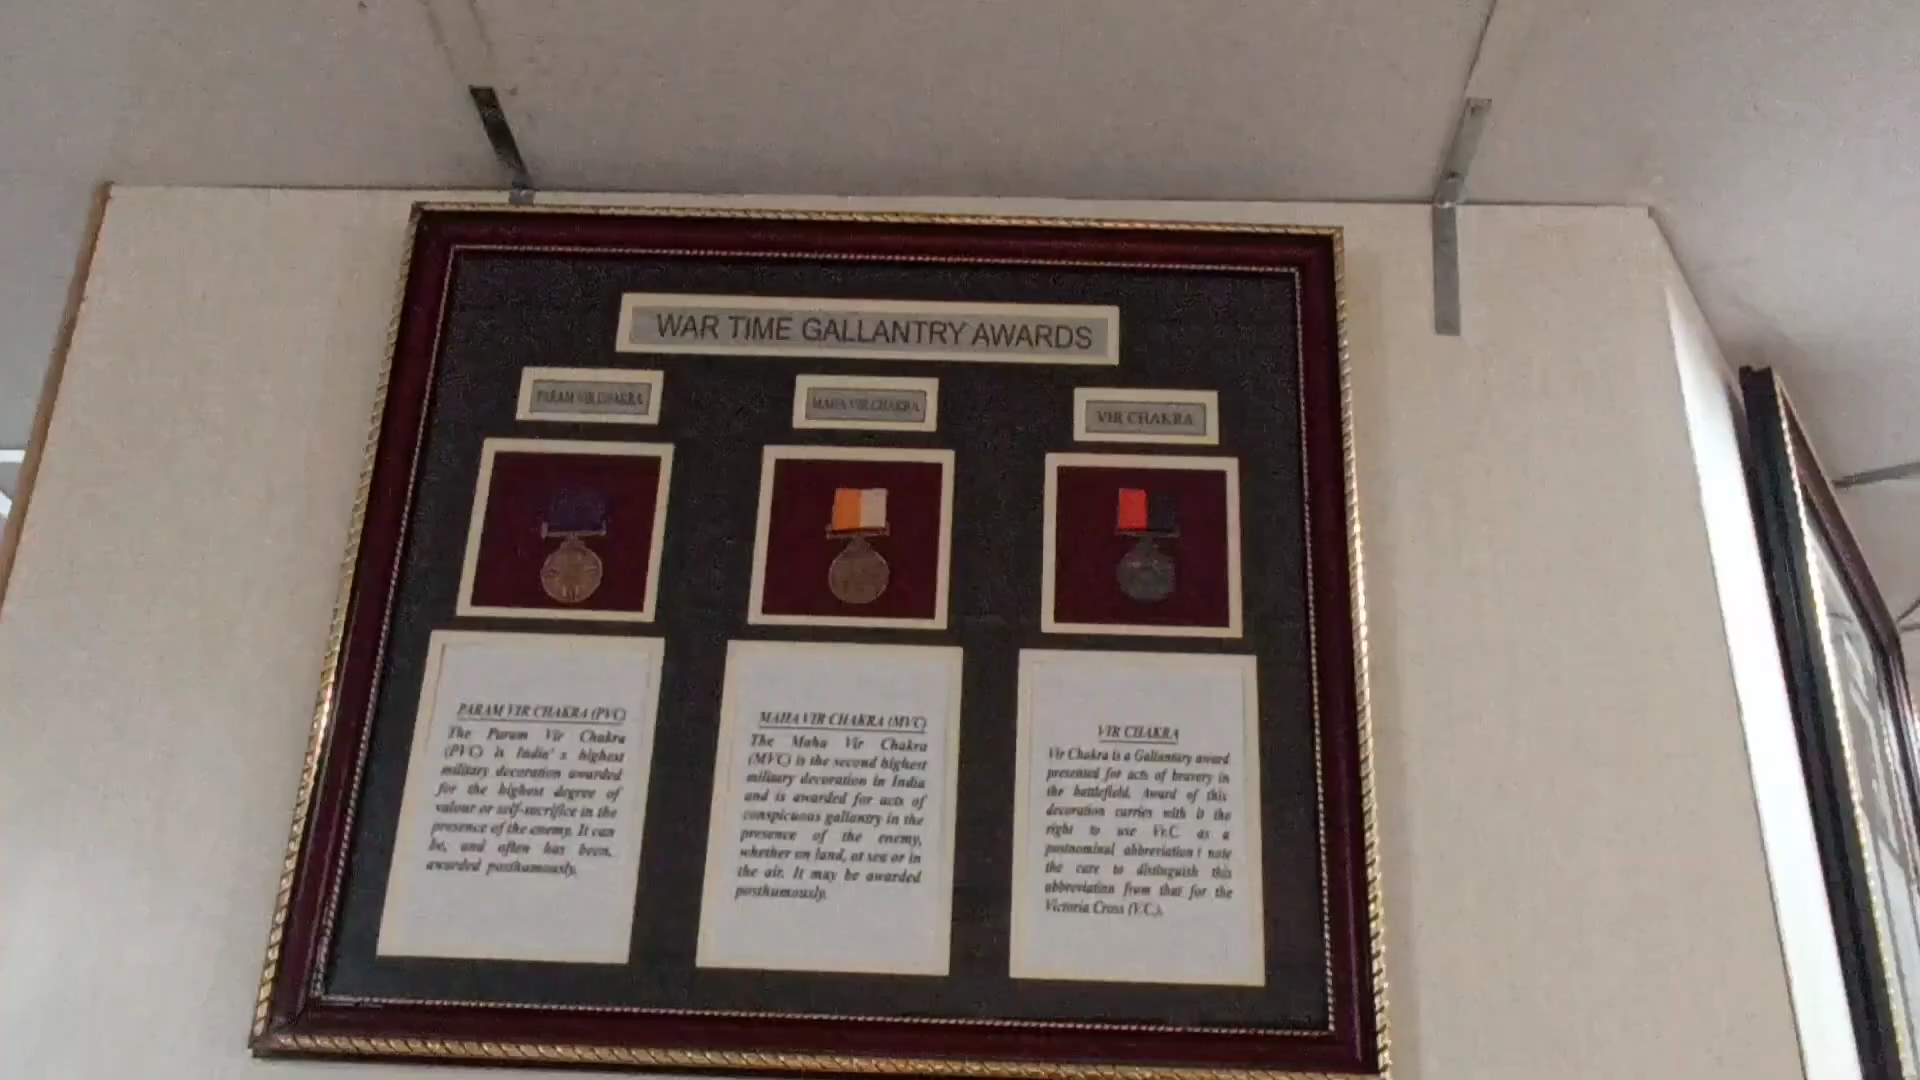 WAR TIME GALLANTRY AWARDS
PARAM VIR CHAKRA
MAHA VIR CHAKRA
VIR CHAKRA
PARAM VIR CHAKRA (PVC)
The Param Vir Chakra
(PVC) is India's highest
military decoration awarded
for the highest degree of
valour or self-sacrifice in the
presence of the enemy. It can
be, and often has been,
awarded posthumously.
MAHA VIR CHAKRA (MVC)
The Maha Vir Chakra
(MVC) is the second highest
military decoration in India
and is awarded for acts of
conspicuous gallantry in the
presence of the enemy,
whether on land, at sea or in
the air. It may be awarded
posthumously.
VIR CHAKRA
Vir Chakra is a Gallantary award
presented for acts of bravery in
the battlefield. Award of this
decoration carries with it the
right to use Vr.C. as a
postnominal abbreviation ( note
the care to distinguish this
abbreviation from that for the
Victoria Cross (V.C.).